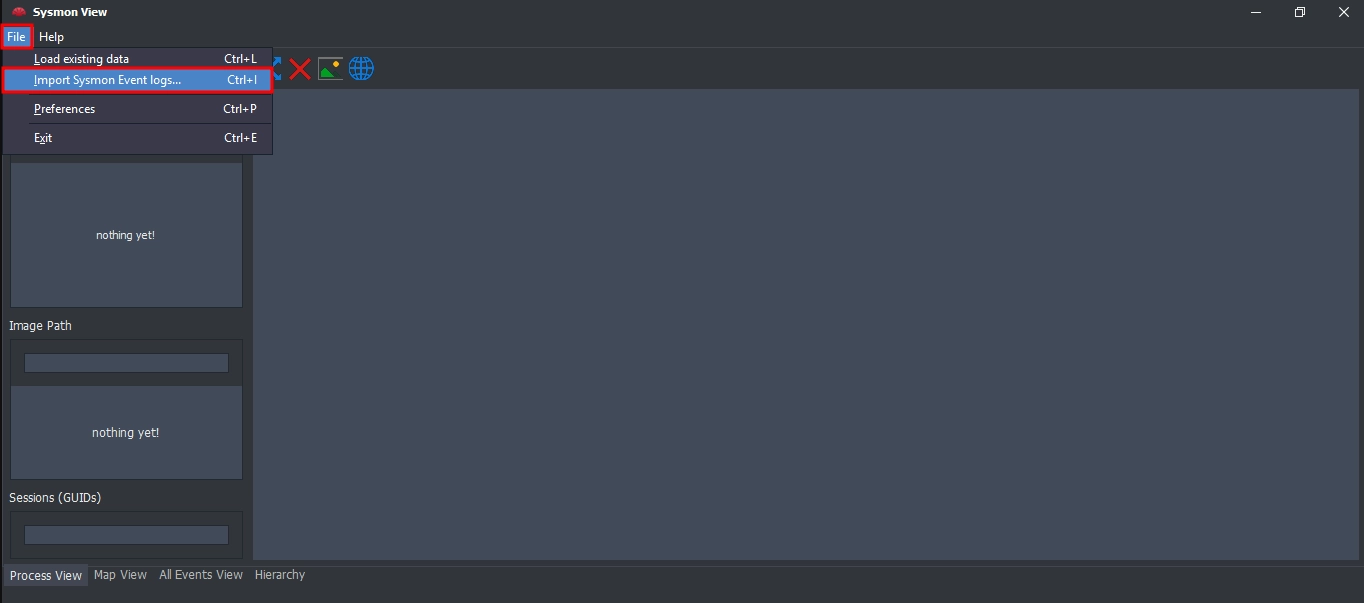 Sysmon View
File Help
Load existing data Ctrl+L
Import Sysmon Event logs... Ctrl+I
Preferences Ctrl+P
Exit Ctrl+E
nothing yet!
Image Path
nothing yet!
Sessions (GUIDs)
Process View Map View All Events View Hierarchy